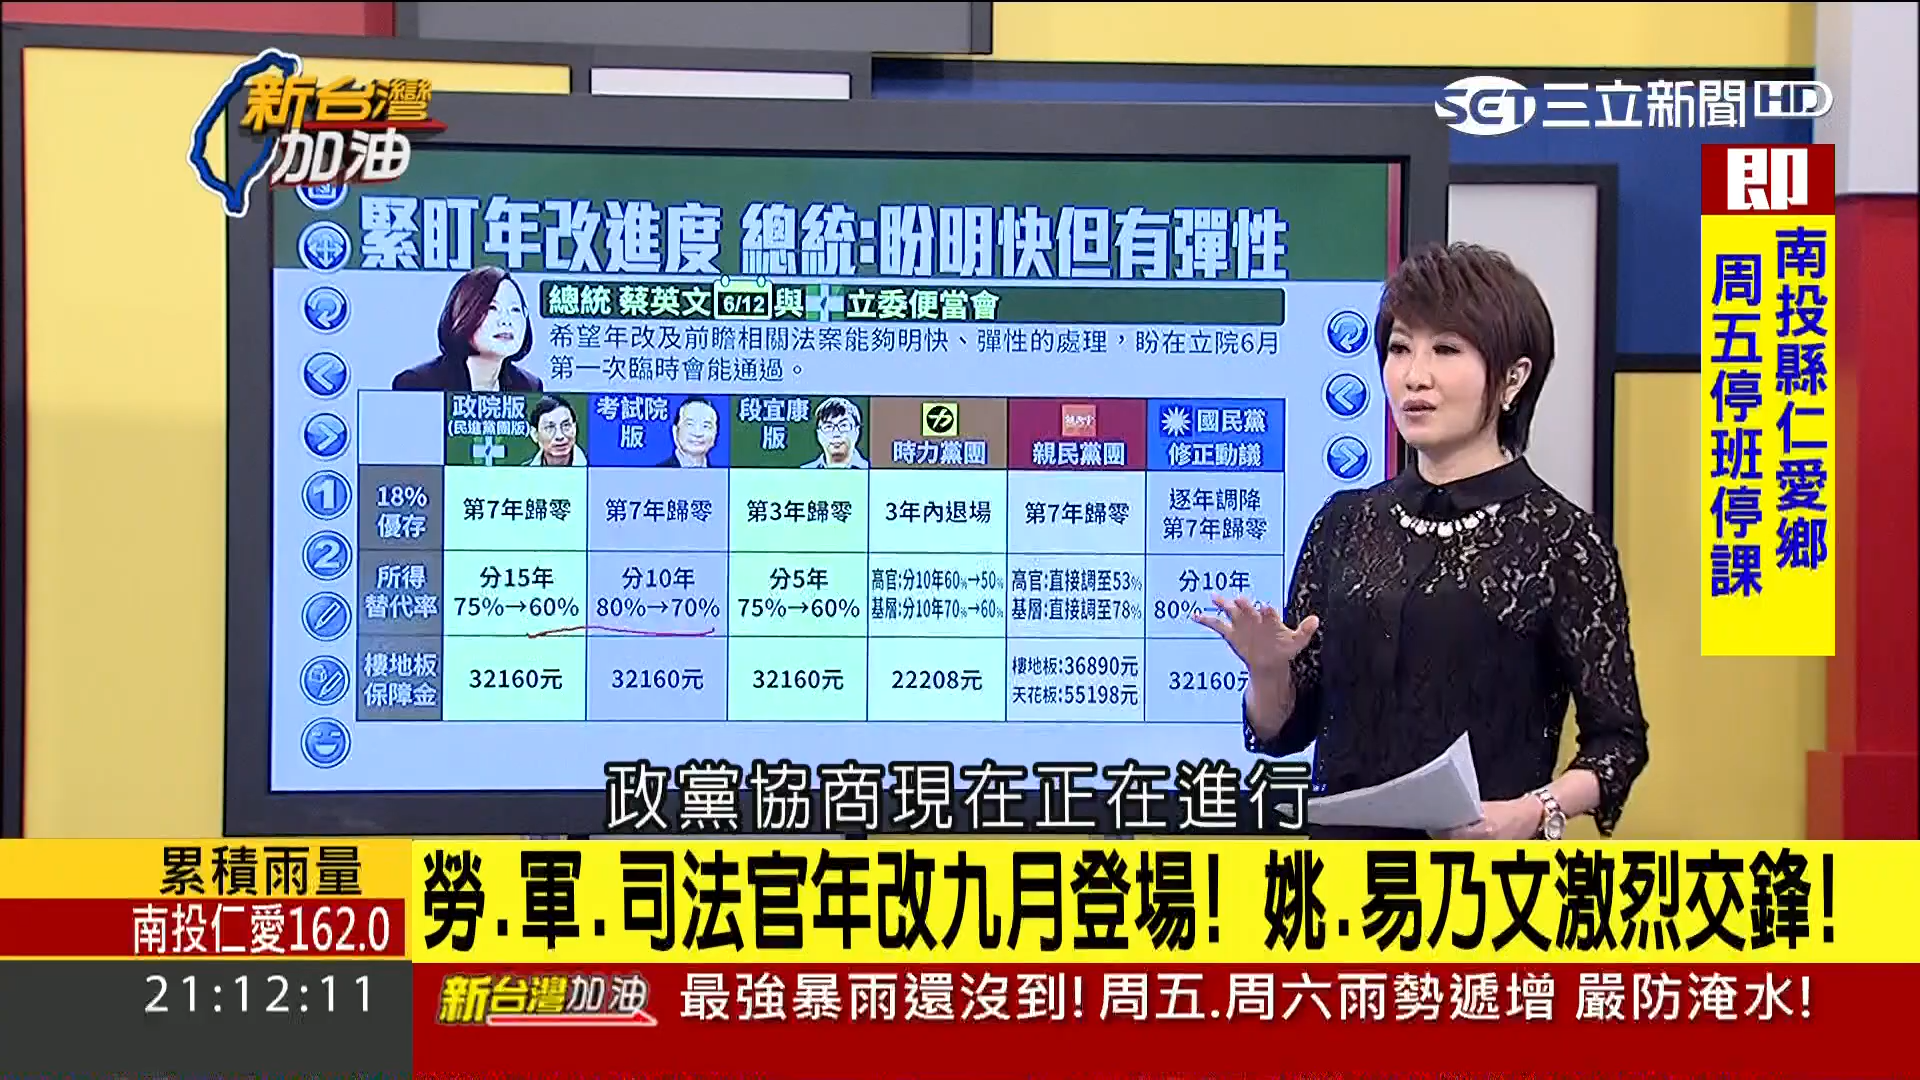 新台灣
加油
SET三立新聞HD
即
南投縣仁愛鄉
周五停班停課
緊盯年改進度 總統:盼明快但有彈性
總統 蔡英文 6/12 與 立委便當會
希望年改及前瞻相關法案能夠明快、彈性的處理，盼在立院6月
第一次臨時會能通過。
政院版
(民進黨團版)
考試院
版
段宜康
版
時力黨團
親民黨團
國民黨
修正動議
18%
優存
第7年歸零
第7年歸零
第3年歸零
3年內退場
第7年歸零
逐年調降
第7年歸零
所得
替代率
分15年
75%→60%
分10年
80%→70%
分5年
75%→60%
高官:分10年60%→50%
基層:分10年70%→60%
高官:直接調至53%
基層:直接調至78%
分10年
80%
樓地板
保障金
32160元
32160元
32160元
22208元
樓地板:36890元
天花板:55198元
32160元
1
2
政黨協商現在正在進行
累積雨量
南投仁愛162.0
21:12:11
勞.軍.司法官年改九月登場! 姚.易乃文激烈交鋒!
新台灣加油
最強暴雨還沒到!周五.周六雨勢遞增 嚴防淹水!